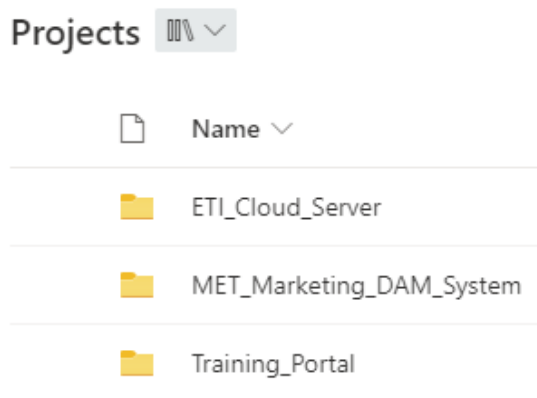 Projects
Name
ETI_Cloud_Server
MET_Marketing_DAM_System
Training_Portal